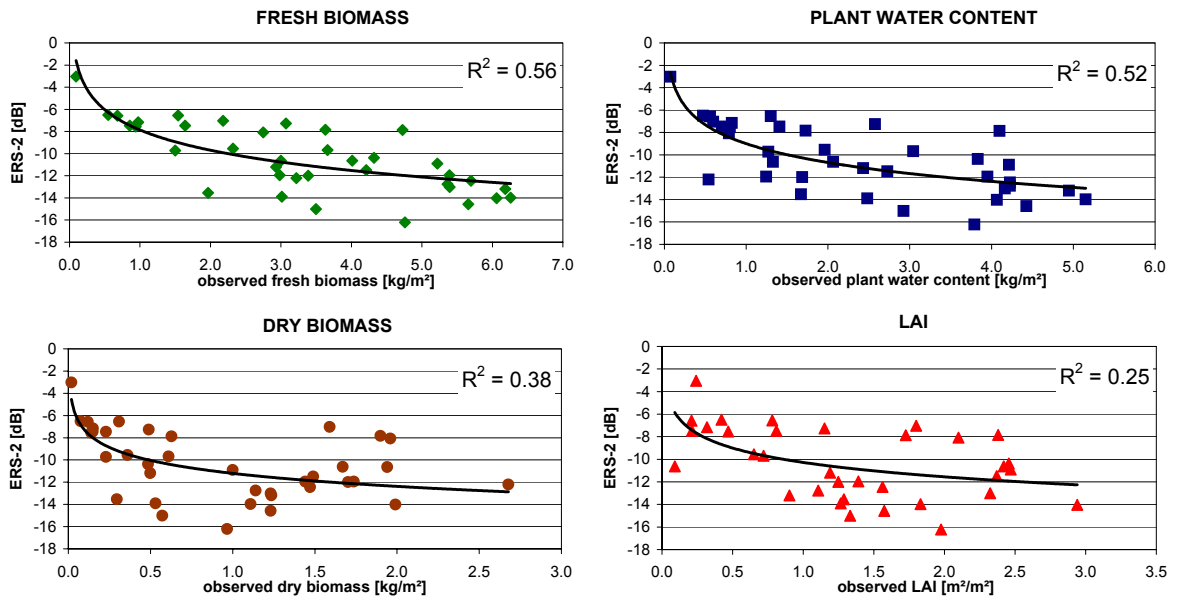 FRESH BIOMASS
R² = 0.56
ERS-2 [dB]
0
-2
-4
-6
-8
-10
-12
-14
-16
-18
0.0 1.0 2.0 3.0 4.0 5.0 6.0 7.0
observed fresh biomass [kg/m²]
PLANT WATER CONTENT
R² = 0.52
ERS-2 [dB]
0
-2
-4
-6
-8
-10
-12
-14
-16
-18
0.0 1.0 2.0 3.0 4.0 5.0 6.0
observed plant water content [kg/m²]
DRY BIOMASS
R² = 0.38
ERS-2 [dB]
0
-2
-4
-6
-8
-10
-12
-14
-16
-18
0.0 0.5 1.0 1.5 2.0 2.5 3.0
observed dry biomass [kg/m²]
LAI
R² = 0.25
ERS-2 [dB]
0
-2
-4
-6
-8
-10
-12
-14
-16
-18
0.0 0.5 1.0 1.5 2.0 2.5 3.0 3.5
observed LAI [m²/m²]